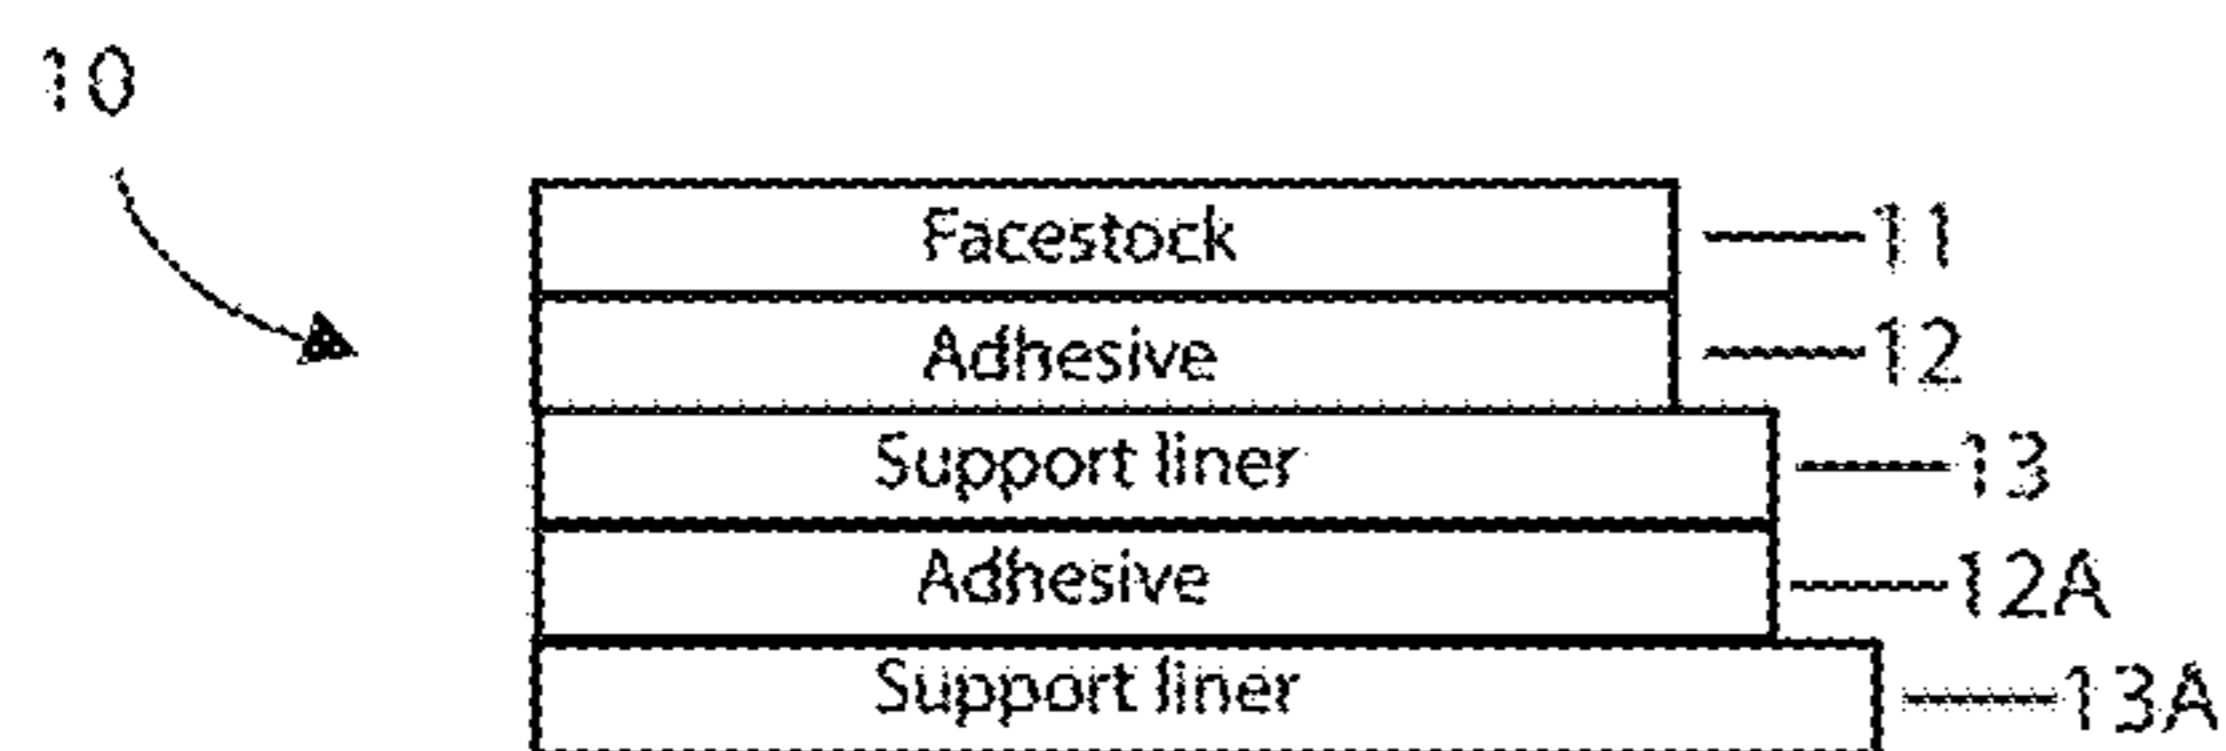 10
Facestock 11
Adhesive 12
Support liner 13
Adhesive 12A
Support liner 13A